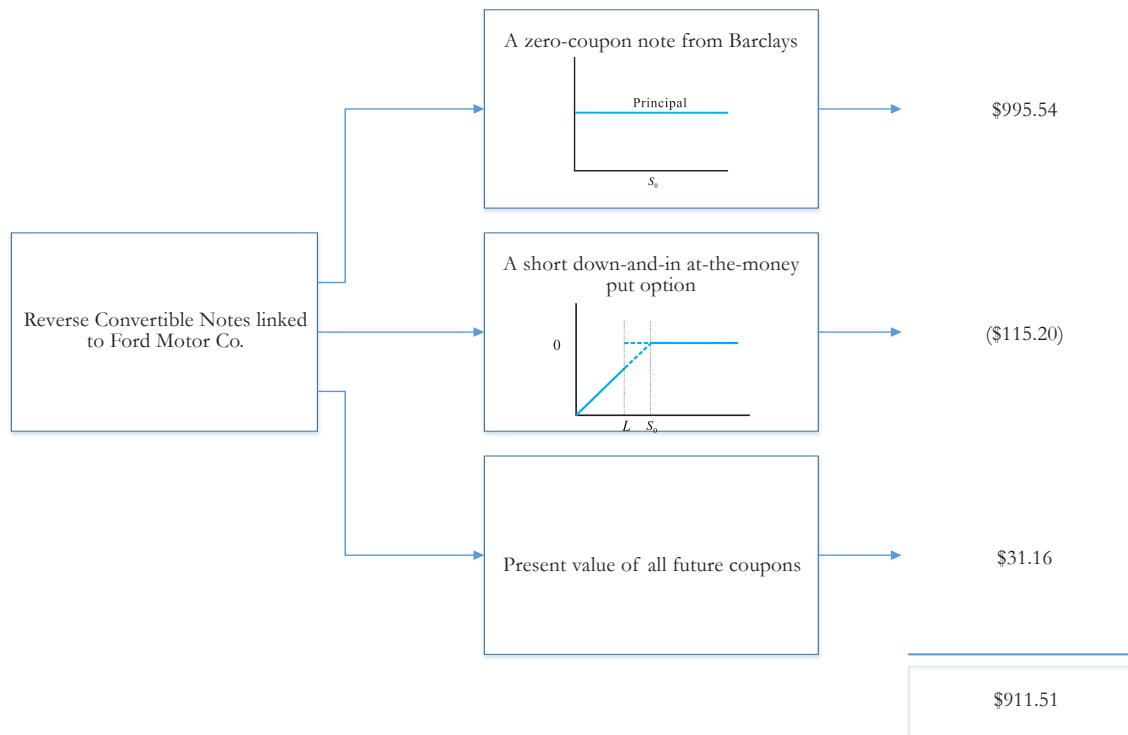 A zero-coupon note from Barclays
Principal
S₀
$995.54
Reverse Convertible Notes linked
to Ford Motor Co.
A short down-and-in at-the-money
put option
0
L S₀
($115.20)
Present value of all future coupons
$31.16
$911.51